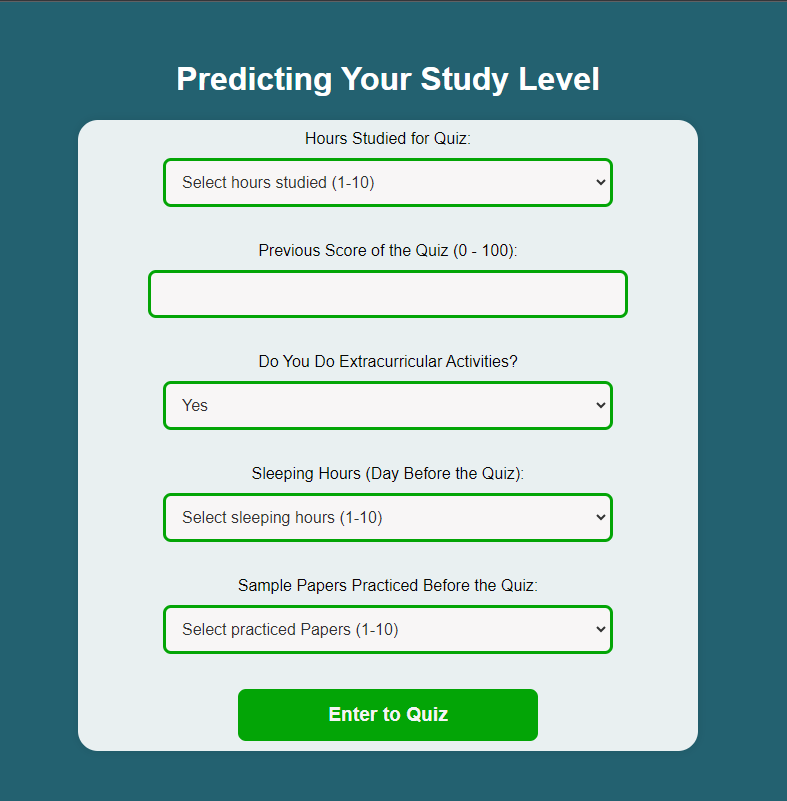 Predicting Your Study Level
Hours Studied for Quiz:
Select hours studied (1-10)
Previous Score of the Quiz (0 - 100):
Do You Do Extracurricular Activities?
Yes
Sleeping Hours (Day Before the Quiz):
Select sleeping hours (1-10)
Sample Papers Practiced Before the Quiz:
Select practiced Papers (1-10)
Enter to Quiz